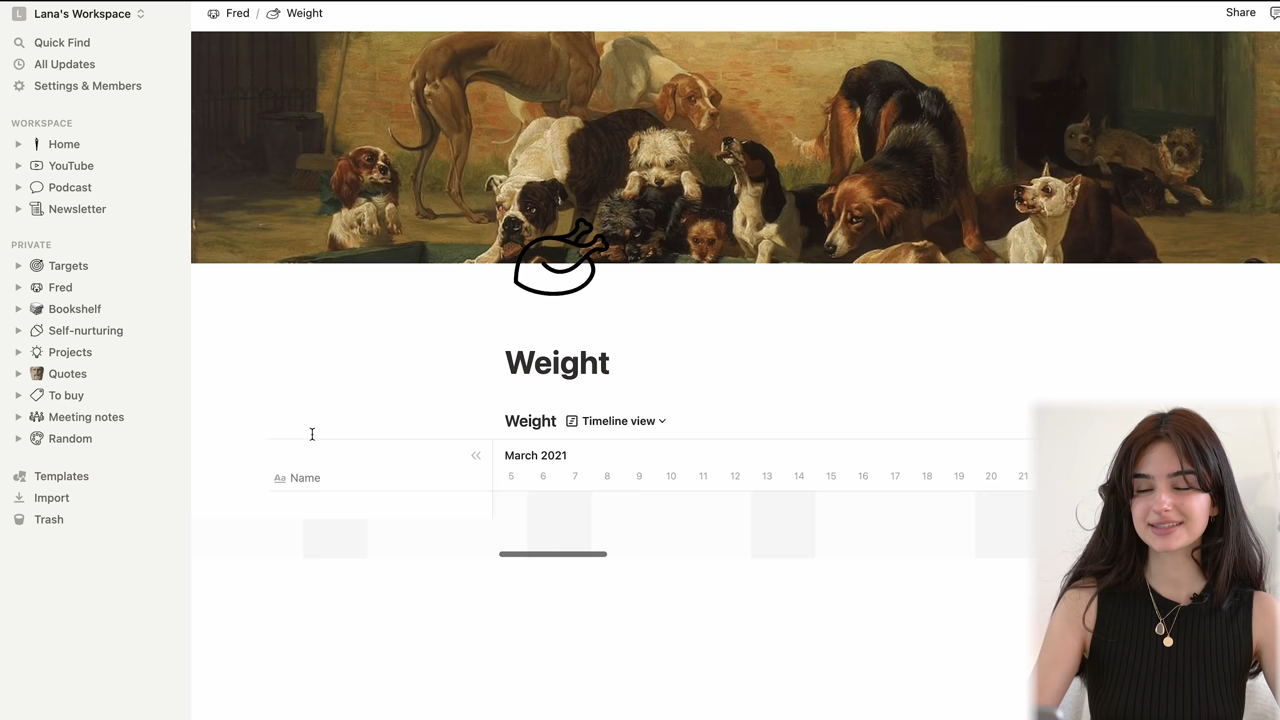 L Lana's Workspace
Fred / Weight
Share
Quick Find
All Updates
Settings & Members
WORKSPACE
Home
YouTube
Podcast
Newsletter
PRIVATE
Targets
Fred
Bookshelf
Self-nurturing
Projects
Quotes
To buy
Meeting notes
Random
Templates
Import
Trash
Weight
Weight Timeline view
March 2021
Aa Name
5 6 7 8 9 10 11 12 13 14 15 16 17 18 19 20 21